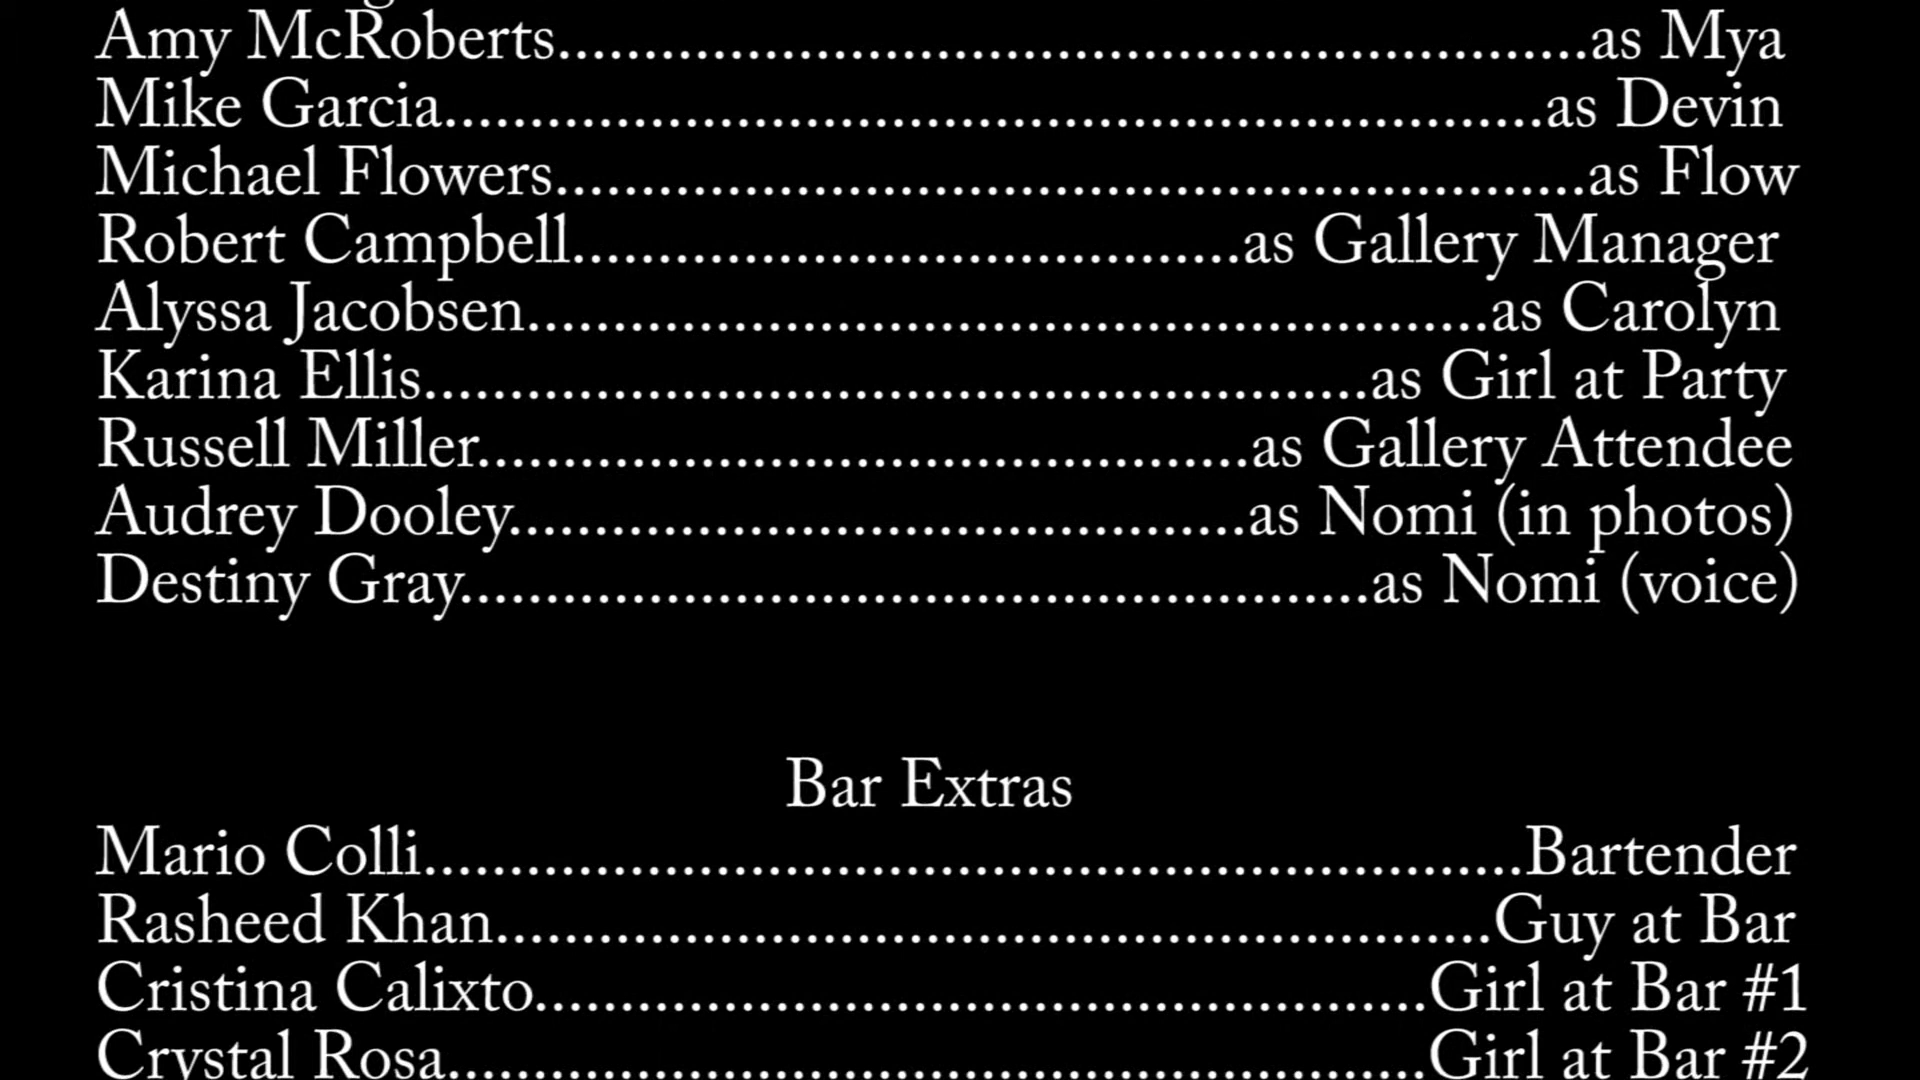 Amy McRoberts............................................................as Mya
Mike Garcia................................................................as Devin
Michael Flowers............................................................as Flow
Robert Campbell.......................................as Gallery Manager
Alyssa Jacobsen........................................................as Carolyn
Karina Ellis.......................................................as Girl at Party
Russell Miller.............................................as Gallery Attendee
Audrey Dooley...........................................as Nomi (in photos)
Destiny Gray.....................................................as Nomi (voice)
Bar Extras
Mario Colli................................................................Bartender
Rasheed Khan..........................................................Guy at Bar
Cristina Calixto....................................................Girl at Bar #1
Crystal Rosa.........................................................Girl at Bar #2